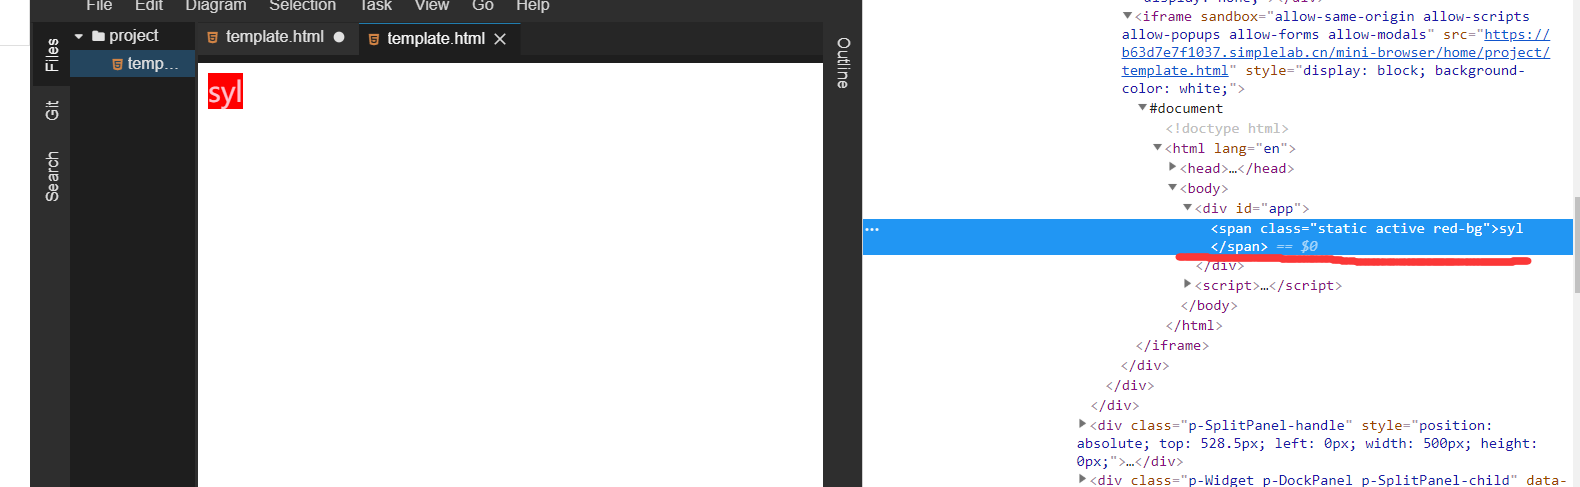 File Edit Diagram Selection Task View Go Help
Files
Git
Search
project
temp...
template.html
template.html
syl
Outline
display: none; ></div>
<iframe sandbox="allow-same-origin allow-scripts
allow-popups allow-forms allow-modals" src="https://
b63d7e7f1037.simplelab.cn/mini-browser/home/project/
template.html" style="display: block; background-
color: white;">
#document
<!doctype html>
<html lang="en">
<head>…</head>
<body>
<div id="app">
<span class="static active red-bg">syl
</span> == $0
</div>
<script>…</script>
</body>
</html>
</iframe>
</div>
</div>
</div>
<div class="p-SplitPanel-handle" style="position:
absolute; top: 528.5px; left: 0px; width: 500px; height:
0px;">…</div>
<div class="p-Widget p-DockPanel p-SplitPanel-child" data-